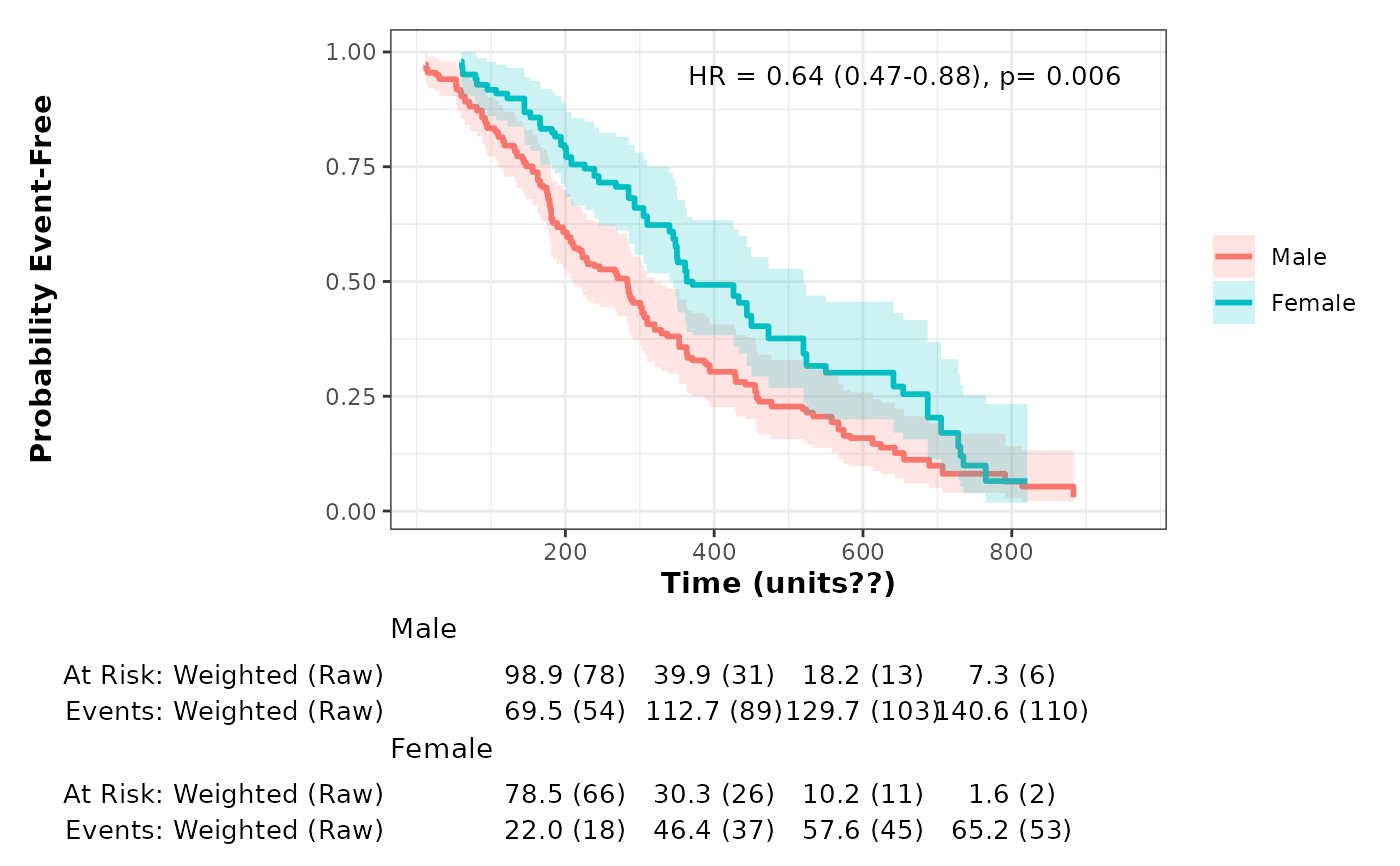 Probability Event-Free
1.00
0.75
0.50
0.25
0.00
HR = 0.64 (0.47-0.88), p= 0.006
Male
Female
200 400 600 800
Time (units??)
Male
At Risk: Weighted (Raw) 98.9 (78) 39.9 (31) 18.2 (13) 7.3 (6)
Events: Weighted (Raw) 69.5 (54) 112.7 (89) 129.7 (103) 140.6 (110)
Female
At Risk: Weighted (Raw) 78.5 (66) 30.3 (26) 10.2 (11) 1.6 (2)
Events: Weighted (Raw) 22.0 (18) 46.4 (37) 57.6 (45) 65.2 (53)